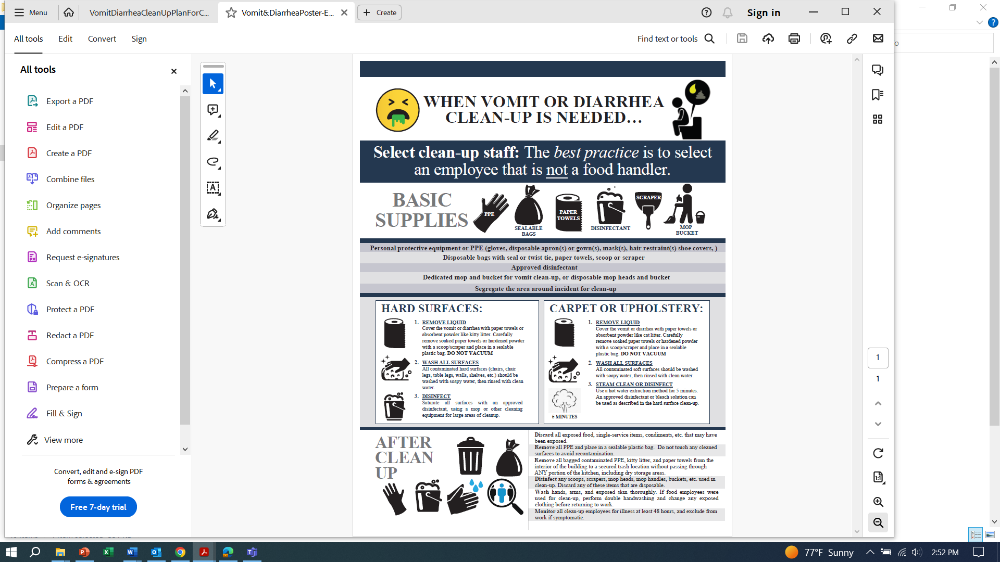 Menu
VomitDiarrheaCleanUpPlanForC...
Vomit&DiarrheaPoster-E...
Create
Sign in
All tools
Edit
Convert
Sign
Find text or tools
All tools
Export a PDF
Edit a PDF
Create a PDF
Combine files
Organize pages
Add comments
Request e-signatures
Scan & OCR
Protect a PDF
Redact a PDF
Compress a PDF
Prepare a form
Fill & Sign
View more
Convert, edit and e-sign PDF
forms & agreements
Free 7-day trial
WHEN VOMIT OR DIARRHEA
CLEAN-UP IS NEEDED…
Select clean-up staff: The best practice is to select
an employee that is not a food handler.
BASIC
SUPPLIES
PPE
SEALABLE
BAGS
PAPER
TOWELS
DISINFECTANT
SCRAPER
MOP
BUCKET
Personal protective equipment or PPE (gloves, disposable apron(s) or gown(s), mask(s), hair restraint(s) shoe covers, )
Disposable bags with seal or twist tie, paper towels, scoop or scraper
Approved disinfectant
Dedicated mop and bucket for vomit clean-up, or disposable mop heads and bucket
Segregate the area around incident for clean-up
HARD SURFACES:
1. REMOVE LIQUID
Cover the vomit or diarrhea with paper towels or
absorbent powder like kitty litter. Carefully
remove soaked paper towels or hardened powder
with a scoop/scraper and place in a sealable
plastic bag. DO NOT VACUUM
2. WASH ALL SURFACES
All contaminated hard surfaces (chairs, chair
legs, table legs, walls, shelves, etc.) should be
washed with soapy water, then rinsed with clean
water.
3. DISINFECT
Saturate all surfaces with an approved
disinfectant, using a mop or other cleaning
equipment for large areas of cleanup.
CARPET OR UPHOLSTERY:
1. REMOVE LIQUID
Cover the vomit or diarrhea with paper towels or
absorbent powder like cat litter. Carefully
remove soaked paper towels or hardened powder
with a scoop/scraper and place in a sealable
plastic bag. DO NOT VACUUM
2. WASH ALL SURFACES
All contaminated soft surfaces should be washed
with soapy water, then rinsed with clean water.
3. STEAM CLEAN OR DISINFECT
Use a hot water extraction method for 5 minutes.
An approved disinfectant or bleach solution can
be used as described in the hard surface clean-up.
5 MINUTES
AFTER
CLEAN
UP
Discard all exposed food, single-service items, condiments, etc. that may have
been exposed.
Remove all PPE and place in a sealable plastic bag. Do not touch any cleaned
surfaces to avoid recontamination.
Remove all bagged contaminated PPE, kitty litter, and paper towels from the
interior of the building to a secured trash location without passing through
ANY portion of the kitchen, including dry storage areas.
Disinfect any scoops, scrapers, mop heads, mop handles, buckets, etc. used in
clean-up. Discard any of these items that are disposable.
Wash hands, arms, and exposed skin thoroughly. If food employees were
used for clean-up, perform double handwashing and change any exposed
clothing before returning to work.
Monitor all clean-up employees for illness at least 48 hours, and exclude from
work if symptomatic.
1
1
1:1
77°F Sunny
2:52 PM